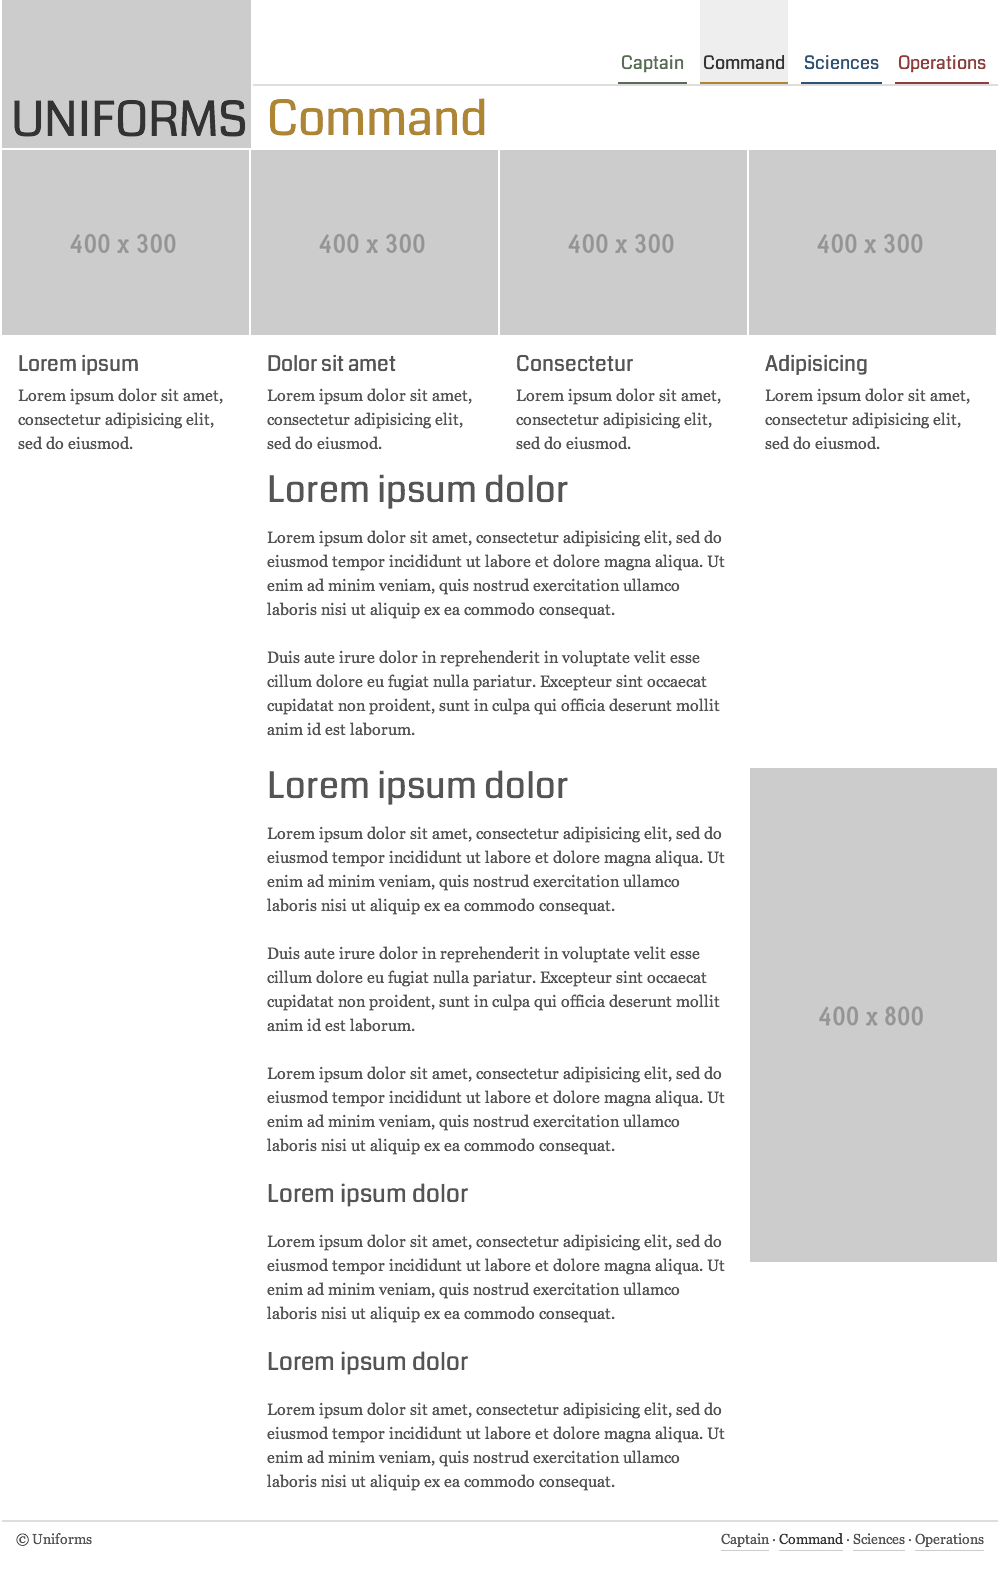 Captain Command Sciences Operations
UNIFORMS
Command
400 x 300
400 x 300
400 x 300
400 x 300
Lorem ipsum
Lorem ipsum dolor sit amet,
consectetur adipisicing elit,
sed do eiusmod.
Dolor sit amet
Lorem ipsum dolor sit amet,
consectetur adipisicing elit,
sed do eiusmod.
Consectetur
Lorem ipsum dolor sit amet,
consectetur adipisicing elit,
sed do eiusmod.
Adipisicing
Lorem ipsum dolor sit amet,
consectetur adipisicing elit,
sed do eiusmod.
Lorem ipsum dolor
Lorem ipsum dolor sit amet, consectetur adipisicing elit, sed do
eiusmod tempor incididunt ut labore et dolore magna aliqua. Ut
enim ad minim veniam, quis nostrud exercitation ullamco
laboris nisi ut aliquip ex ea commodo consequat.
Duis aute irure dolor in reprehenderit in voluptate velit esse
cillum dolore eu fugiat nulla pariatur. Excepteur sint occaecat
cupidatat non proident, sunt in culpa qui officia deserunt mollit
anim id est laborum.
Lorem ipsum dolor
Lorem ipsum dolor sit amet, consectetur adipisicing elit, sed do
eiusmod tempor incididunt ut labore et dolore magna aliqua. Ut
enim ad minim veniam, quis nostrud exercitation ullamco
laboris nisi ut aliquip ex ea commodo consequat.
Duis aute irure dolor in reprehenderit in voluptate velit esse
cillum dolore eu fugiat nulla pariatur. Excepteur sint occaecat
cupidatat non proident, sunt in culpa qui officia deserunt mollit
anim id est laborum.
Lorem ipsum dolor sit amet, consectetur adipisicing elit, sed do
eiusmod tempor incididunt ut labore et dolore magna aliqua. Ut
enim ad minim veniam, quis nostrud exercitation ullamco
laboris nisi ut aliquip ex ea commodo consequat.
Lorem ipsum dolor
Lorem ipsum dolor sit amet, consectetur adipisicing elit, sed do
eiusmod tempor incididunt ut labore et dolore magna aliqua. Ut
enim ad minim veniam, quis nostrud exercitation ullamco
laboris nisi ut aliquip ex ea commodo consequat.
Lorem ipsum dolor
Lorem ipsum dolor sit amet, consectetur adipisicing elit, sed do
eiusmod tempor incididunt ut labore et dolore magna aliqua. Ut
enim ad minim veniam, quis nostrud exercitation ullamco
laboris nisi ut aliquip ex ea commodo consequat.
400 x 800
© Uniforms
Captain · Command · Sciences · Operations